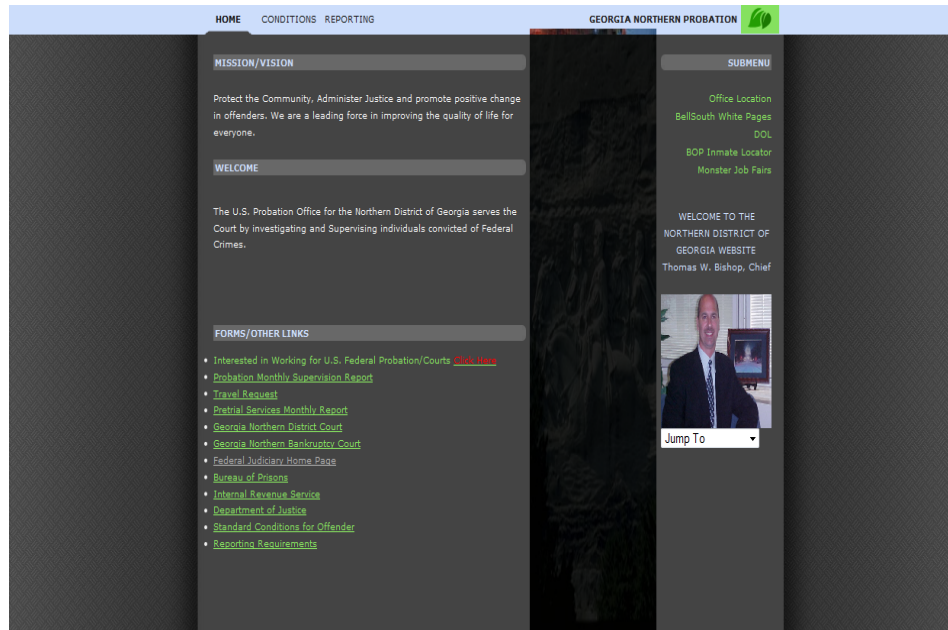 HOME CONDITIONS REPORTING GEORGIA NORTHERN PROBATION
MISSION/VISION
Protect the Community, Administer Justice and promote positive change
in offenders. We are a leading force in improving the quality of life for
everyone.
WELCOME
The U.S. Probation Office for the Northern District of Georgia serves the
Court by investigating and Supervising individuals convicted of Federal
Crimes.
FORMS/OTHER LINKS
• Interested in Working for U.S. Federal Probation/Courts Click Here
• Probation Monthly Supervision Report
• Travel Request
• Pretrial Services Monthly Report
• Georgia Northern District Court
• Georgia Northern Bankruptcy Court
• Federal Judiciary Home Page
• Bureau of Prisons
• Internal Revenue Service
• Department of Justice
• Standard Conditions for Offender
• Reporting Requirements
SUBMENU
Office Location
BellSouth White Pages
DOL
BOP Inmate Locator
Monster Job Fairs
WELCOME TO THE
NORTHERN DISTRICT OF
GEORGIA WEBSITE
Thomas W. Bishop, Chief
Jump To